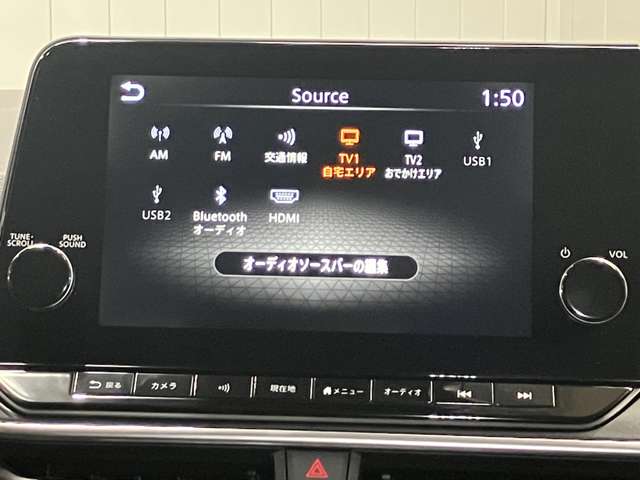 Source
1:50
AM
FM
交通情報
TV1
自宅エリア
TV2
おでかけエリア
USB1
USB2
Bluetooth
オーディオ
HDMI
TUNE・
SCROLL
PUSH
SOUND
VOL
オーディオソースバーの編集
戻る
カメラ
現在地
メニュー
オーディオ